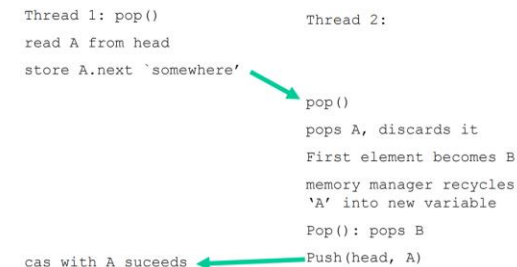 Thread 1: pop()
read A from head
store A.next `somewhere’
cas with A suceeds
Thread 2:
pop()
pops A, discards it
First element becomes B
memory manager recycles
‘A’ into new variable
Pop(): pops B
Push(head, A)